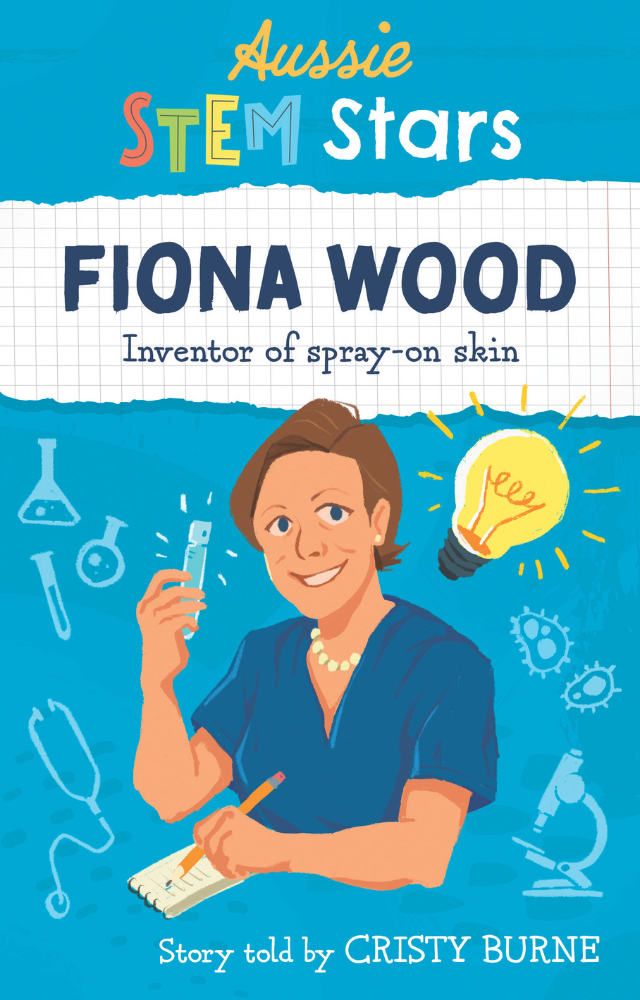 Aussie
STEM Stars
FIONA WOOD
Inventor of spray-on skin
Story told by CRISTY BURNE